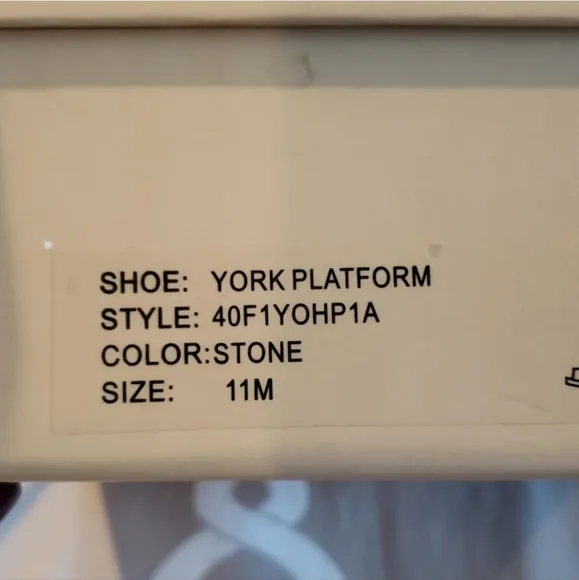 SHOE: YORK PLATFORM
STYLE: 40F1YOHP1A
COLOR:STONE
SIZE: 11M